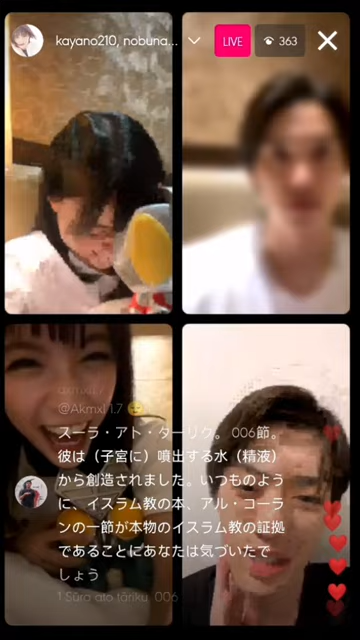 kayano210, nobuna...
LIVE
363
@Akmxl 1.7
スーラ・アト・ターリク。 006節。
彼は（子宮に）噴出する水（精液）
から創造されました。いつものよう
に、イスラム教の本、アル・コーラ
ンの一節が本物のイスラム教の証拠
であることにあなたは気づいたで
しょう
1 Sūra ato tāriku 006